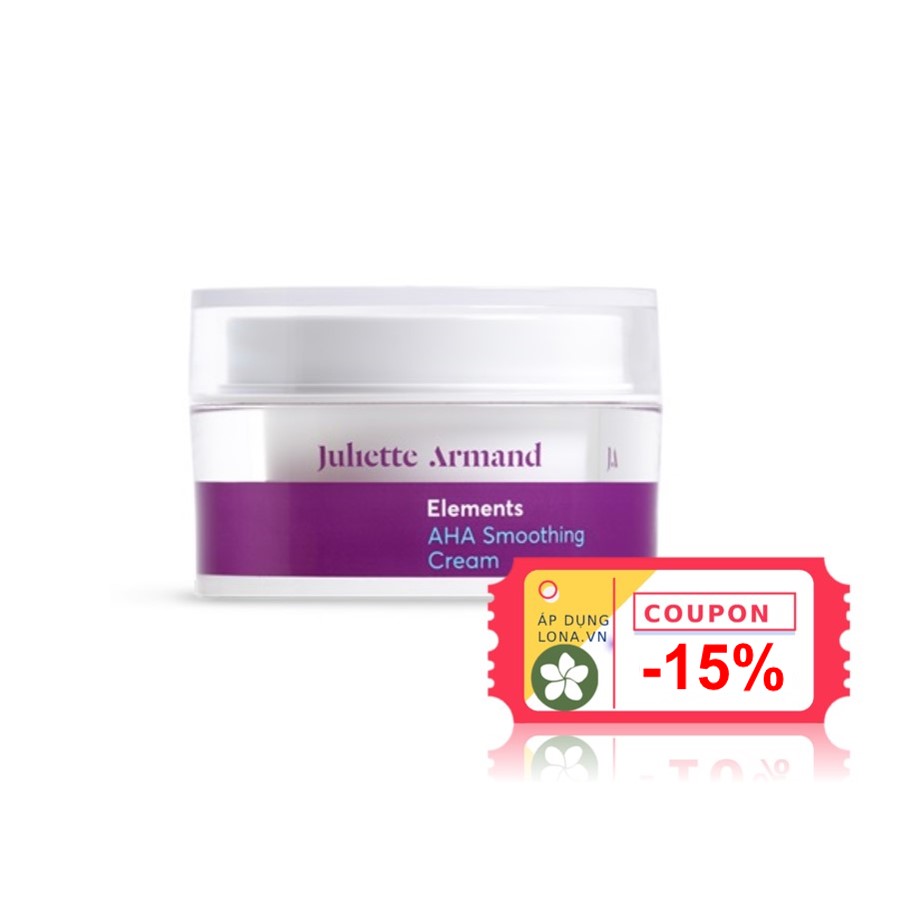 Juliette Armand
JA
Elements
AHA Smoothing
Cream
ÁP DỤNG
LONA.VN
COUPON
-15%